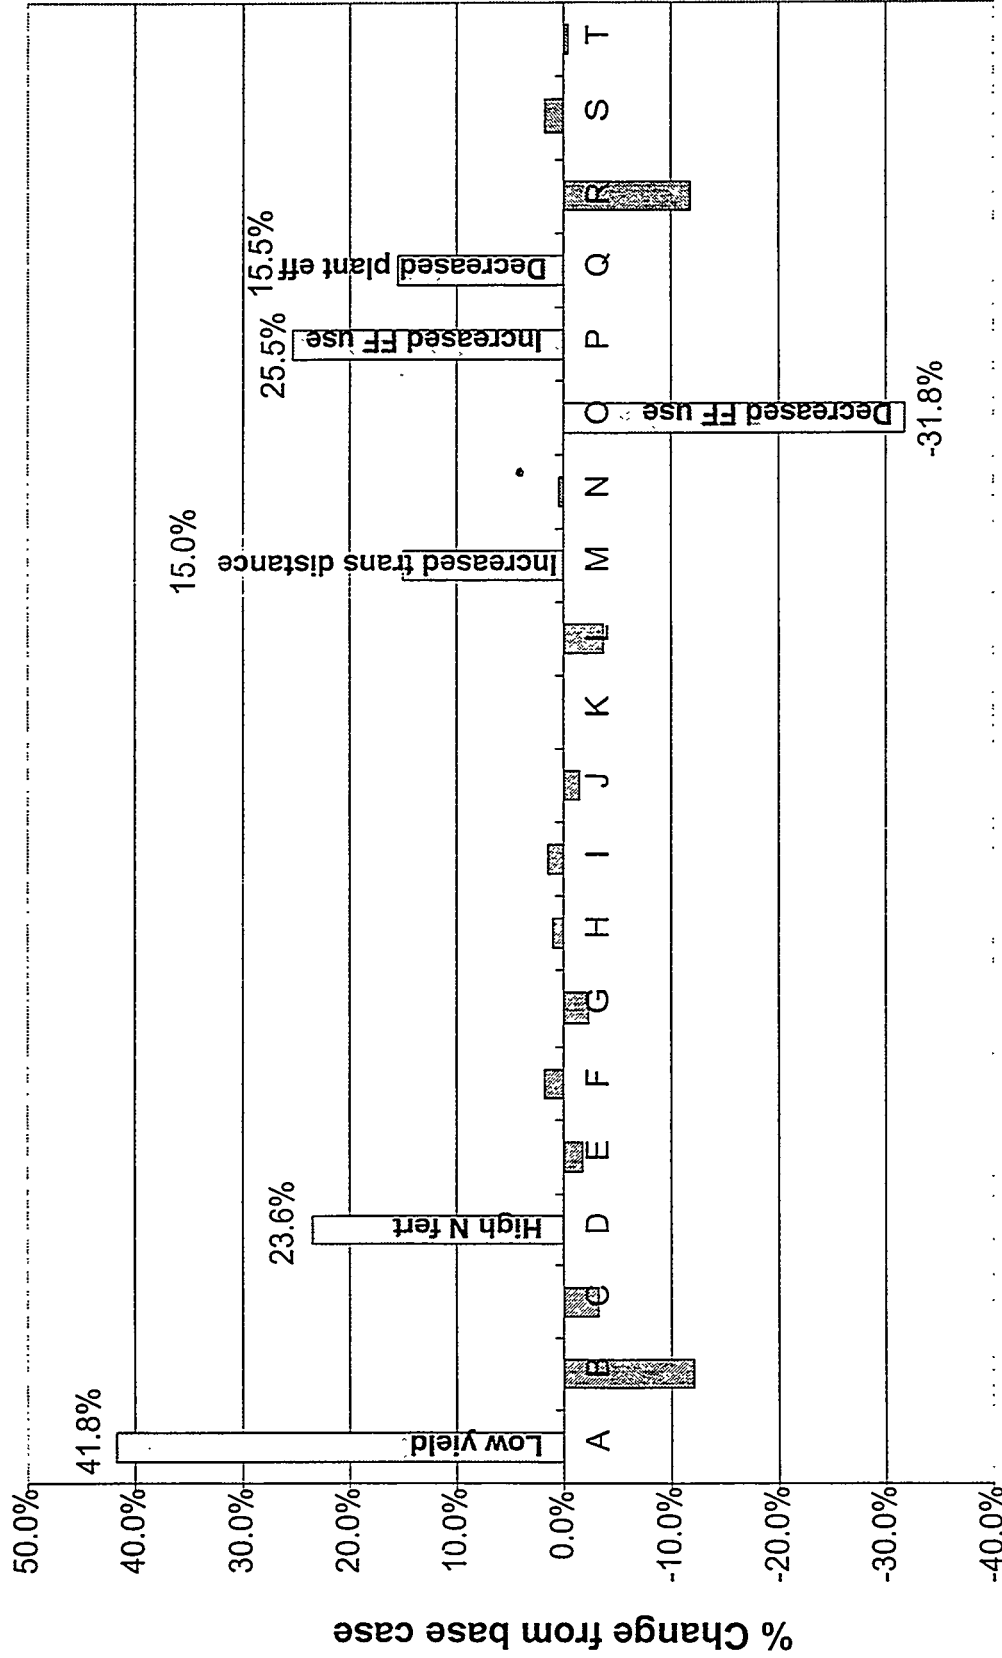 % Change from base case
50.0%
40.0%
30.0%
20.0%
10.0%
0.0%
-10.0%
-20.0%
-30.0%
-40.0%
41.8%
Low yield
23.6%
High N fert
15.0%
Increased trans distance
Decreased FF use
-31.8%
25.5%
Increased FF use
15.5%
Decreased plant eff
A B C D E F G H I J K L M N O P Q R S T